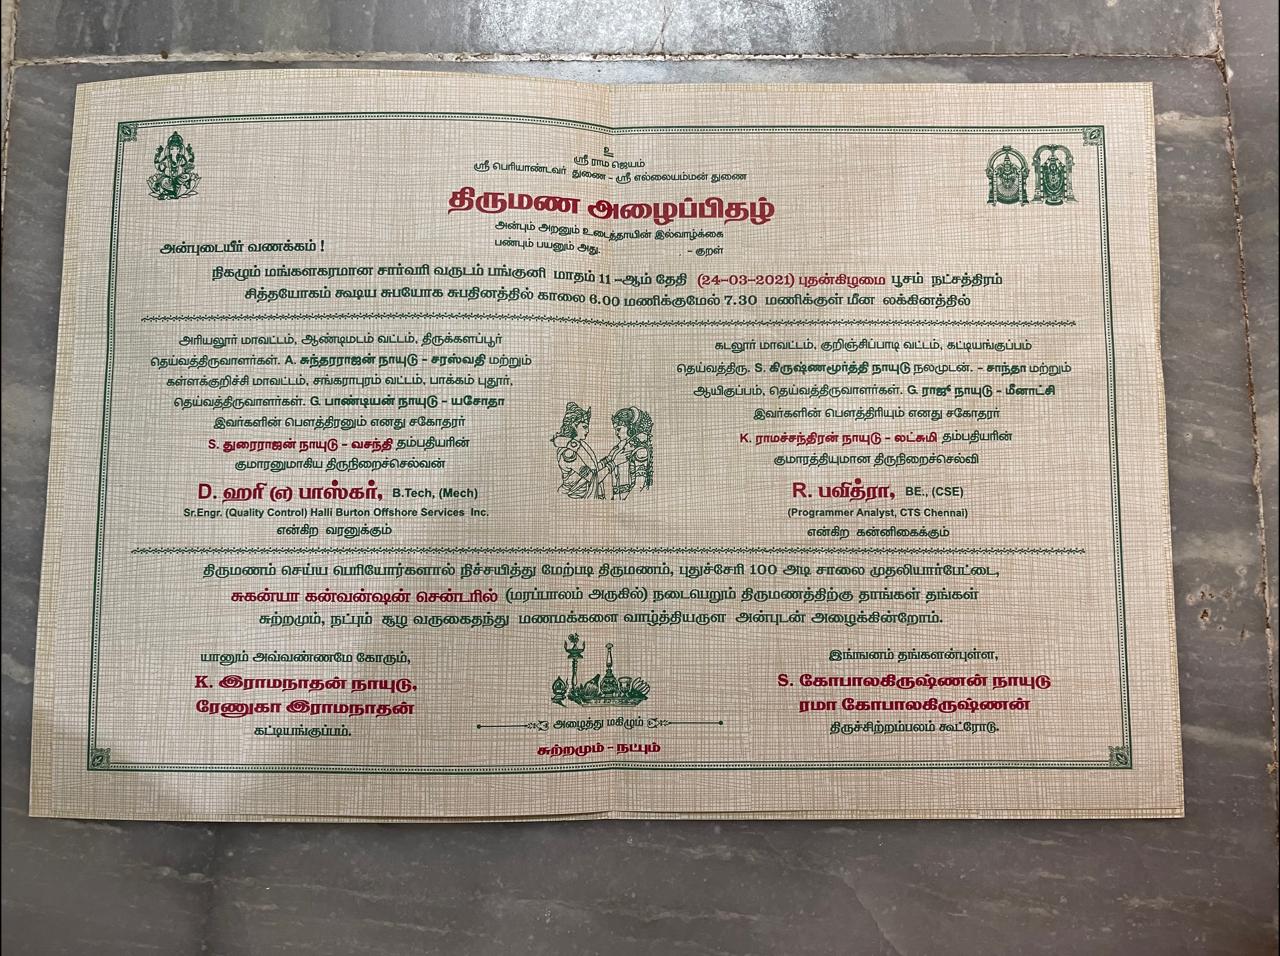 உ
ஸ்ரீ ராம ஜெயம்
ஸ்ரீ பெரியாண்டவர் துணை - ஸ்ரீ எல்லையம்மன் துணை
திருமண அழைப்பிதழ்
அன்பும் அறனும் உடைத்தாயின் இல்வாழ்க்கை
பண்பும் பயனும் அது. - குறள்
அன்புடையீர் வணக்கம் !
நிகழும் மங்களகரமான சார்வரி வருடம் பங்குனி மாதம் 11 -ஆம் தேதி (24-03-2021) புதன்கிழமை பூசம் நட்சத்திரம்
சித்தயோகம் கூடிய சுபயோக சுபதினத்தில் காலை 6.00 மணிக்குமேல் 7.30 மணிக்குள் மீன லக்கினத்தில்
அரியலூர் மாவட்டம், ஆண்டிமடம் வட்டம், திருக்களப்பூர்
தெய்வத்திருவாளர்கள். A. சுந்தரராஜன் நாயுடு - சரஸ்வதி மற்றும்
கள்ளக்குறிச்சி மாவட்டம், சங்கராபுரம் வட்டம், பாக்கம் புதூர்,
தெய்வத்திருவாளர்கள். G. பாண்டியன் நாயுடு - யசோதா
இவர்களின் பௌத்திரனும் எனது சகோதரர்
S. துரைராஜன் நாயுடு - வசந்தி தம்பதியரின்
குமாரனுமாகிய திருநிறைச்செல்வன்
D. ஹரி (எ) பாஸ்கர், B.Tech, (Mech)
Sr.Engr. (Quality Control) Halli Burton Offshore Services Inc.
என்கிற வரனுக்கும்
கடலூர் மாவட்டம், குறிஞ்சிப்பாடி வட்டம், கட்டியங்குப்பம்
தெய்வத்திரு. S. கிருஷ்ணமூர்த்தி நாயுடு நலமுடன். - சாந்தா மற்றும்
ஆயிகுப்பம், தெய்வத்திருவாளர்கள். G. ராஜு நாயுடு - மீனாட்சி
இவர்களின் பௌத்திரியும் எனது சகோதரர்
K. ராமச்சந்திரன் நாயுடு - லட்சுமி தம்பதியரின்
குமாரத்தியுமான திருநிறைச்செல்வி
R. பவித்ரா, BE., (CSE)
(Programmer Analyst, CTS Chennai)
என்கிற கன்னிகைக்கும்
திருமணம் செய்ய பெரியோர்களால் நிச்சயித்து மேற்படி திருமணம், புதுச்சேரி 100 அடி சாலை முதலியார்பேட்டை,
சுகன்யா கன்வன்ஷன் சென்டரில் (மரப்பாலம் அருகில்) நடைபெறும் திருமணத்திற்கு தாங்கள் தங்கள்
சுற்றமும், நட்பும் சூழ வருகைதந்து மணமக்களை வாழ்த்தியருள அன்புடன் அழைக்கின்றோம்.
யானும் அவ்வண்ணமே கோரும்,
K. இராமநாதன் நாயுடு,
ரேணுகா இராமநாதன்
கட்டியங்குப்பம்.
அழைத்து மகிழும்
சுற்றமும் - நட்பும்
இங்ஙனம் தங்களன்புள்ள,
S. கோபாலகிருஷ்ணன் நாயுடு
ரமா கோபாலகிருஷ்ணன்
திருச்சிற்றம்பலம் கூட்ரோடு.